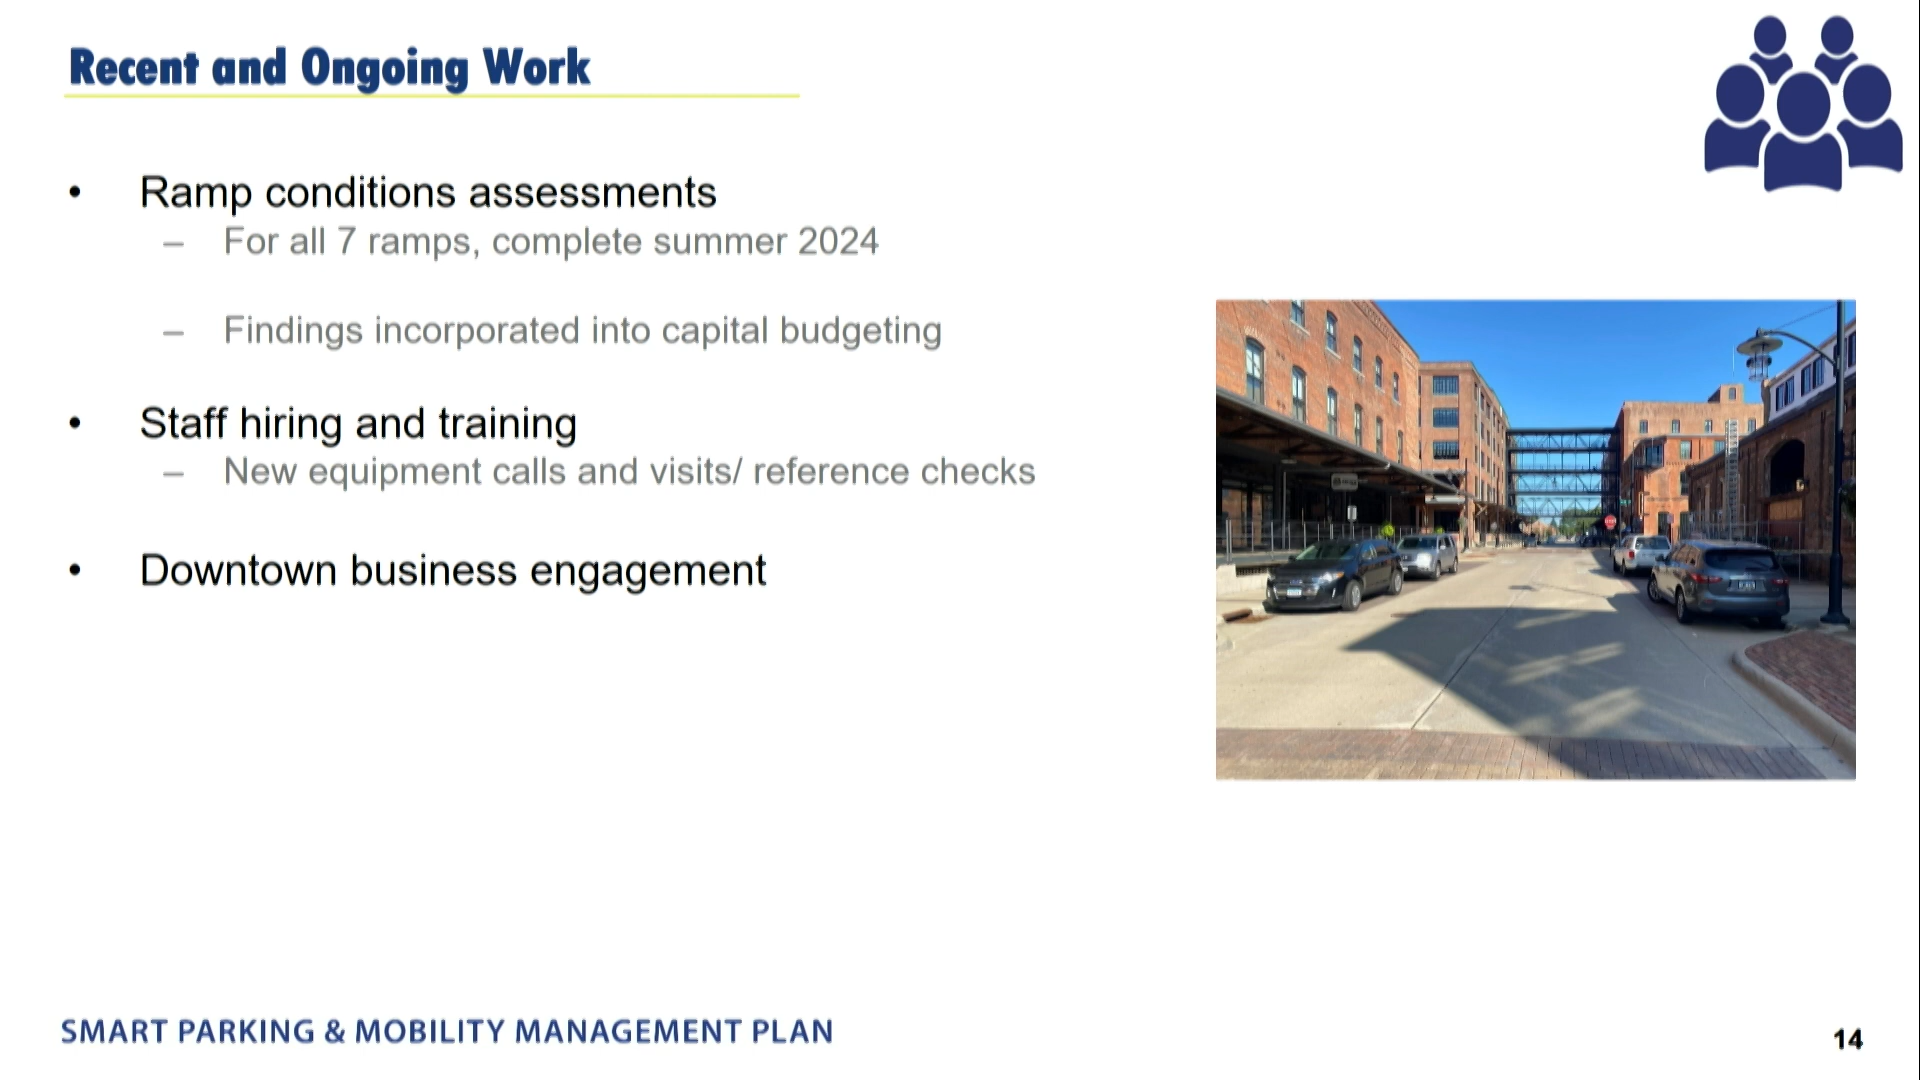 Recent and Ongoing Work
• Ramp conditions assessments
– For all 7 ramps, complete summer 2024
– Findings incorporated into capital budgeting
• Staff hiring and training
– New equipment calls and visits/ reference checks
• Downtown business engagement
SMART PARKING & MOBILITY MANAGEMENT PLAN
14